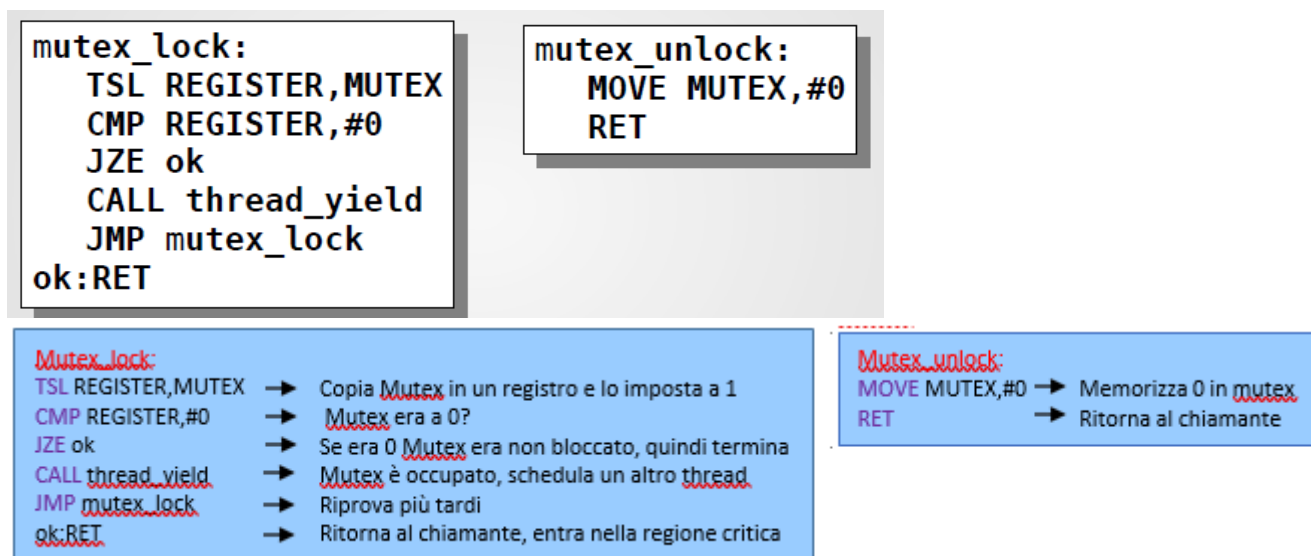 mutex_lock:
TSL REGISTER,MUTEX
CMP REGISTER,#0
JZE ok
CALL thread_yield
JMP mutex_lock
ok:RET
mutex_unlock:
MOVE MUTEX,#0
RET
Mutex_lock:
TSL REGISTER,MUTEX → Copia Mutex in un registro e lo imposta a 1
CMP REGISTER,#0 → Mutex era a 0?
JZE ok → Se era 0 Mutex era non bloccato, quindi termina
CALL thread_yield → Mutex è occupato, schedula un altro thread
JMP mutex_lock → Riprova più tardi
ok:RET → Ritorna al chiamante, entra nella regione critica
Mutex_unlock:
MOVE MUTEX,#0 → Memorizza 0 in mutex
RET → Ritorna al chiamante